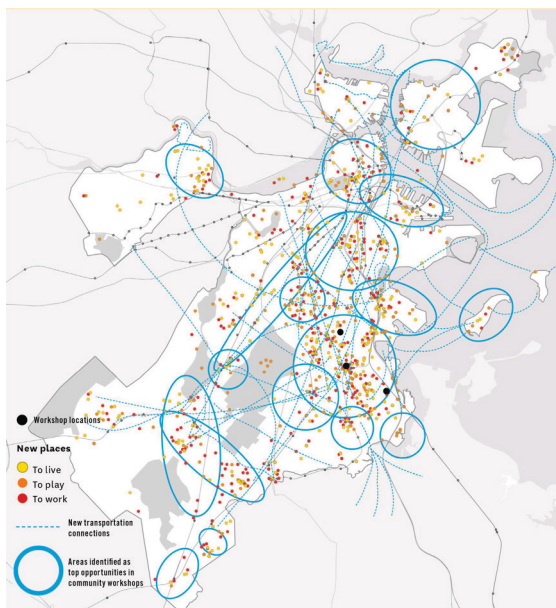 Workshop locations
New places
To live
To play
To work
New transportation
connections
Areas identified as
top opportunities in
community workshops